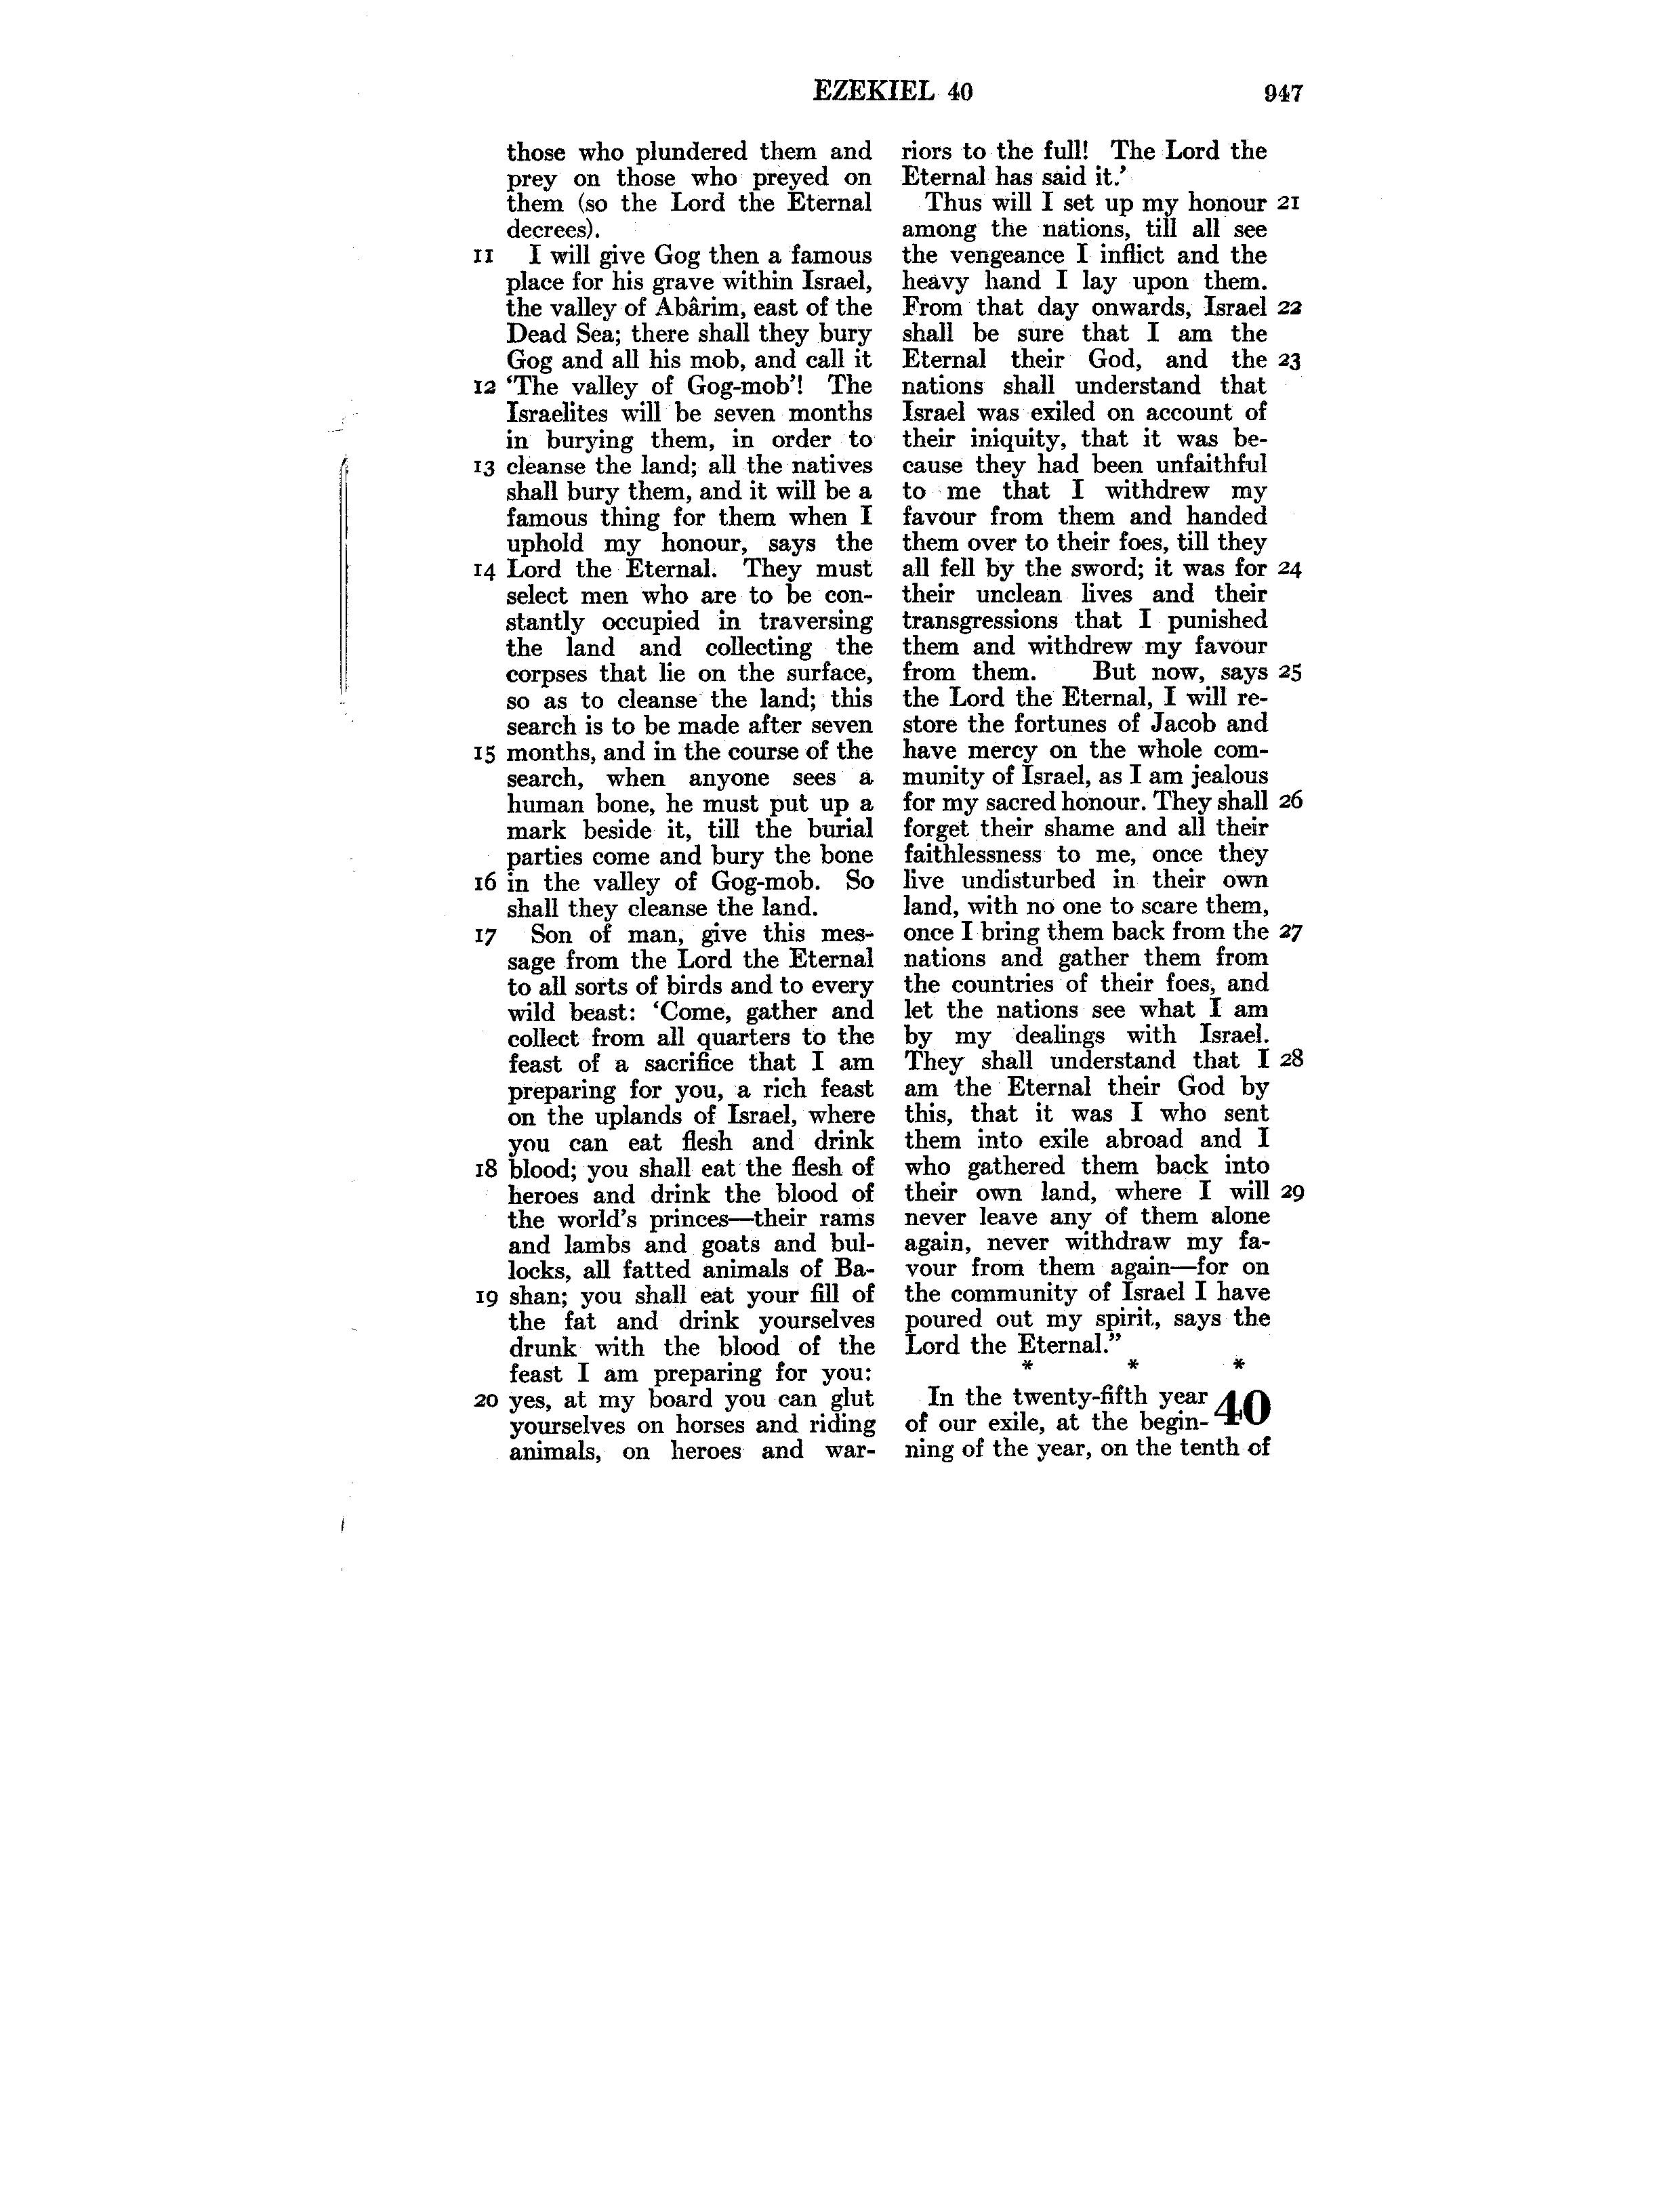 EZEKIEL 40 947
those who plundered them and
prey on those who preyed on
them (so the Lord the Eternal
decrees).
11 I will give Gog then a famous
place for his grave within Israel,
the valley of Abârim, east of the
Dead Sea; there shall they bury
Gog and all his mob, and call it
12 ‘The valley of Gog-mob’! The
Israelites will be seven months
in burying them, in order to
13 cleanse the land; all the natives
shall bury them, and it will be a
famous thing for them when I
uphold my honour, says the
14 Lord the Eternal. They must
select men who are to be con-
stantly occupied in traversing
the land and collecting the
corpses that lie on the surface,
so as to cleanse the land; this
search is to be made after seven
15 months, and in the course of the
search, when anyone sees a
human bone, he must put up a
mark beside it, till the burial
parties come and bury the bone
16 in the valley of Gog-mob. So
shall they cleanse the land.
17 Son of man, give this mes-
sage from the Lord the Eternal
to all sorts of birds and to every
wild beast: ‘Come, gather and
collect from all quarters to the
feast of a sacrifice that I am
preparing for you, a rich feast
on the uplands of Israel, where
you can eat flesh and drink
18 blood; you shall eat the flesh of
heroes and drink the blood of
the world's princes—their rams
and lambs and goats and bul-
locks, all fatted animals of Ba-
19 shan; you shall eat your fill of
the fat and drink yourselves
drunk with the blood of the
feast I am preparing for you:
20 yes, at my board you can glut
yourselves on horses and riding
animals, on heroes and war-
riors to the full! The Lord the
Eternal has said it.’
Thus will I set up my honour 21
among the nations, till all see
the vengeance I inflict and the
heavy hand I lay upon them.
From that day onwards, Israel 22
shall be sure that I am the
Eternal their God, and the 23
nations shall understand that
Israel was exiled on account of
their iniquity, that it was be-
cause they had been unfaithful
to me that I withdrew my
favour from them and handed
them over to their foes, till they
all fell by the sword; it was for 24
their unclean lives and their
transgressions that I punished
them and withdrew my favour
from them. But now, says 25
the Lord the Eternal, I will re-
store the fortunes of Jacob and
have mercy on the whole com-
munity of Israel, as I am jealous
for my sacred honour. They shall 26
forget their shame and all their
faithlessness to me, once they
live undisturbed in their own
land, with no one to scare them,
once I bring them back from the 27
nations and gather them from
the countries of their foes, and
let the nations see what I am
by my dealings with Israel.
They shall understand that I 28
am the Eternal their God by
this, that it was I who sent
them into exile abroad and I
who gathered them back into
their own land, where I will 29
never leave any of them alone
again, never withdraw my fa-
vour from them again—for on
the community of Israel I have
poured out my spirit, says the
Lord the Eternal.”
* * *
In the twenty-fifth year 40
of our exile, at the begin-
ning of the year, on the tenth of